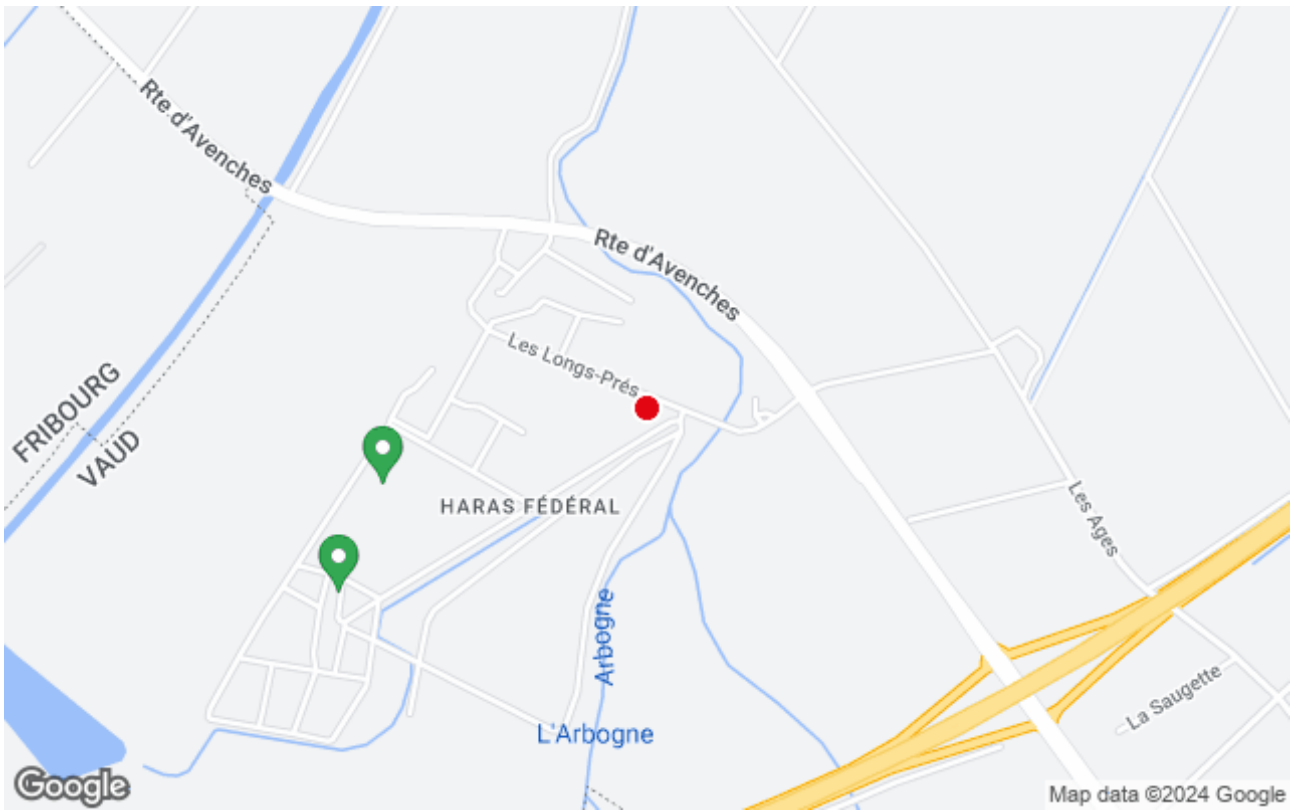 Rte d'Avenches
Rte d'Avenches
Les Longs-Prés
FRIBOURG
VAUD
HARAS FÉDÉRAL
Les Ages
Arbogne
La Saugette
L'Arbogne
Google
Map data ©2024 Google